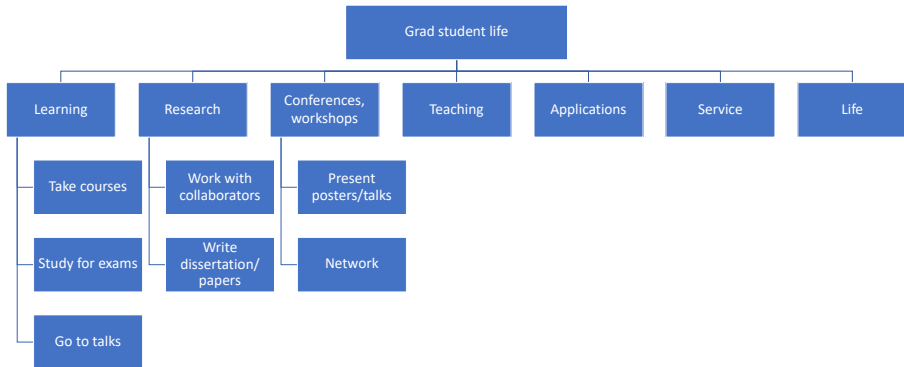 Grad student life
Learning
Research
Conferences,
workshops
Teaching
Applications
Service
Life
Take courses
Work with
collaborators
Present
posters/talks
Study for exams
Write
dissertation/
papers
Network
Go to talks